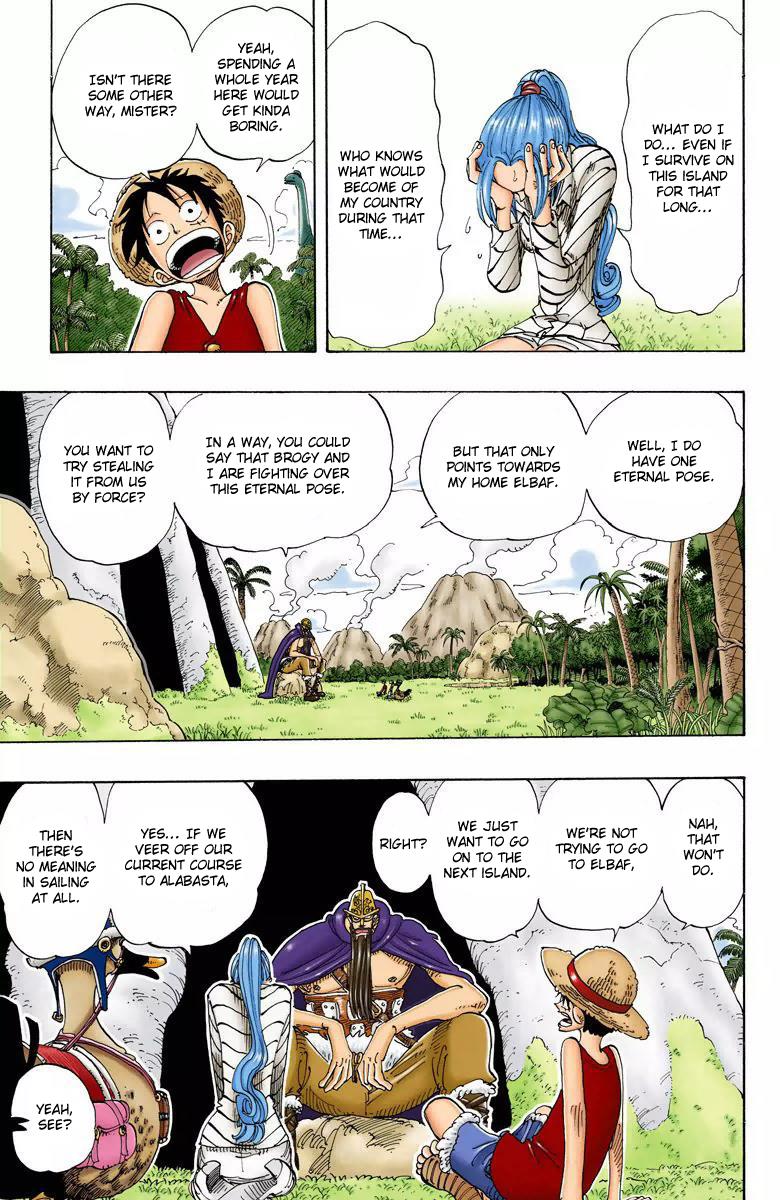 WHAT DO I
DO... EVEN IF
I SURVIVE ON
THIS ISLAND
FOR THAT
LONG...
WHO KNOWS
WHAT WOULD
BECOME OF
MY COUNTRY
DURING THAT
TIME...
YEAH,
SPENDING A
WHOLE YEAR
HERE WOULD
GET KINDA
BORING.
ISN'T THERE
SOME OTHER
WAY, MISTER?
WELL, I DO
HAVE ONE
ETERNAL POSE.
BUT THAT ONLY
POINTS TOWARDS
MY HOME ELBAF.
IN A WAY, YOU COULD
SAY THAT BROGY AND
I ARE FIGHTING OVER
THIS ETERNAL POSE.
YOU WANT TO
TRY STEALING
IT FROM US
BY FORCE?
NAH,
THAT
WON'T
DO.
WE'RE NOT
TRYING TO GO
TO ELBAF,
WE JUST
WANT TO GO
ON TO THE
NEXT ISLAND.
RIGHT?
YES... IF WE
VEER OFF OUR
CURRENT COURSE
TO ALABASTA,
THEN
THERE'S
NO MEANING
IN SAILING
AT ALL.
YEAH,
SEE?